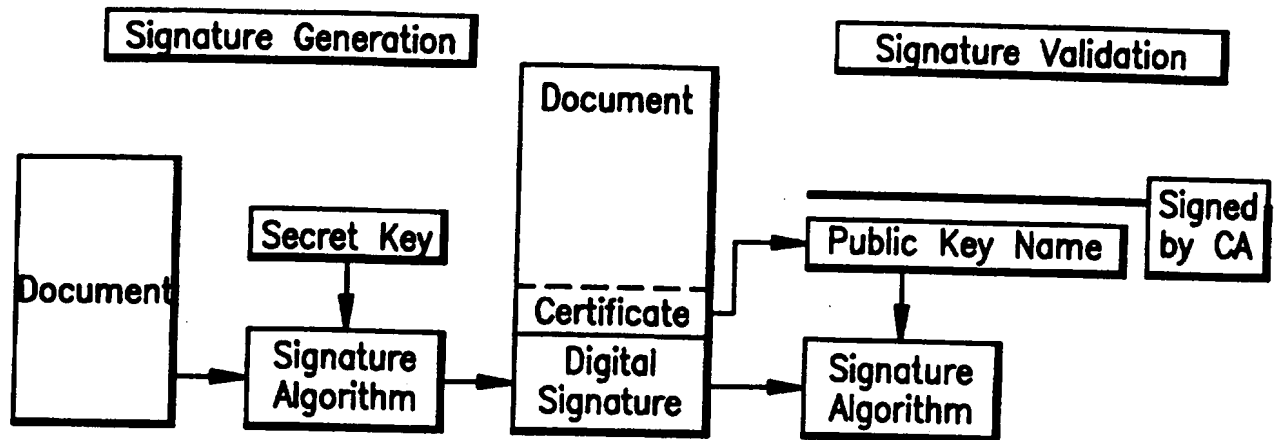 Signature Generation
Signature Validation
Document
Secret Key
Signature
Algorithm
Document
Certificate
Digital
Signature
Public Key Name
Signed
by CA
Signature
Algorithm